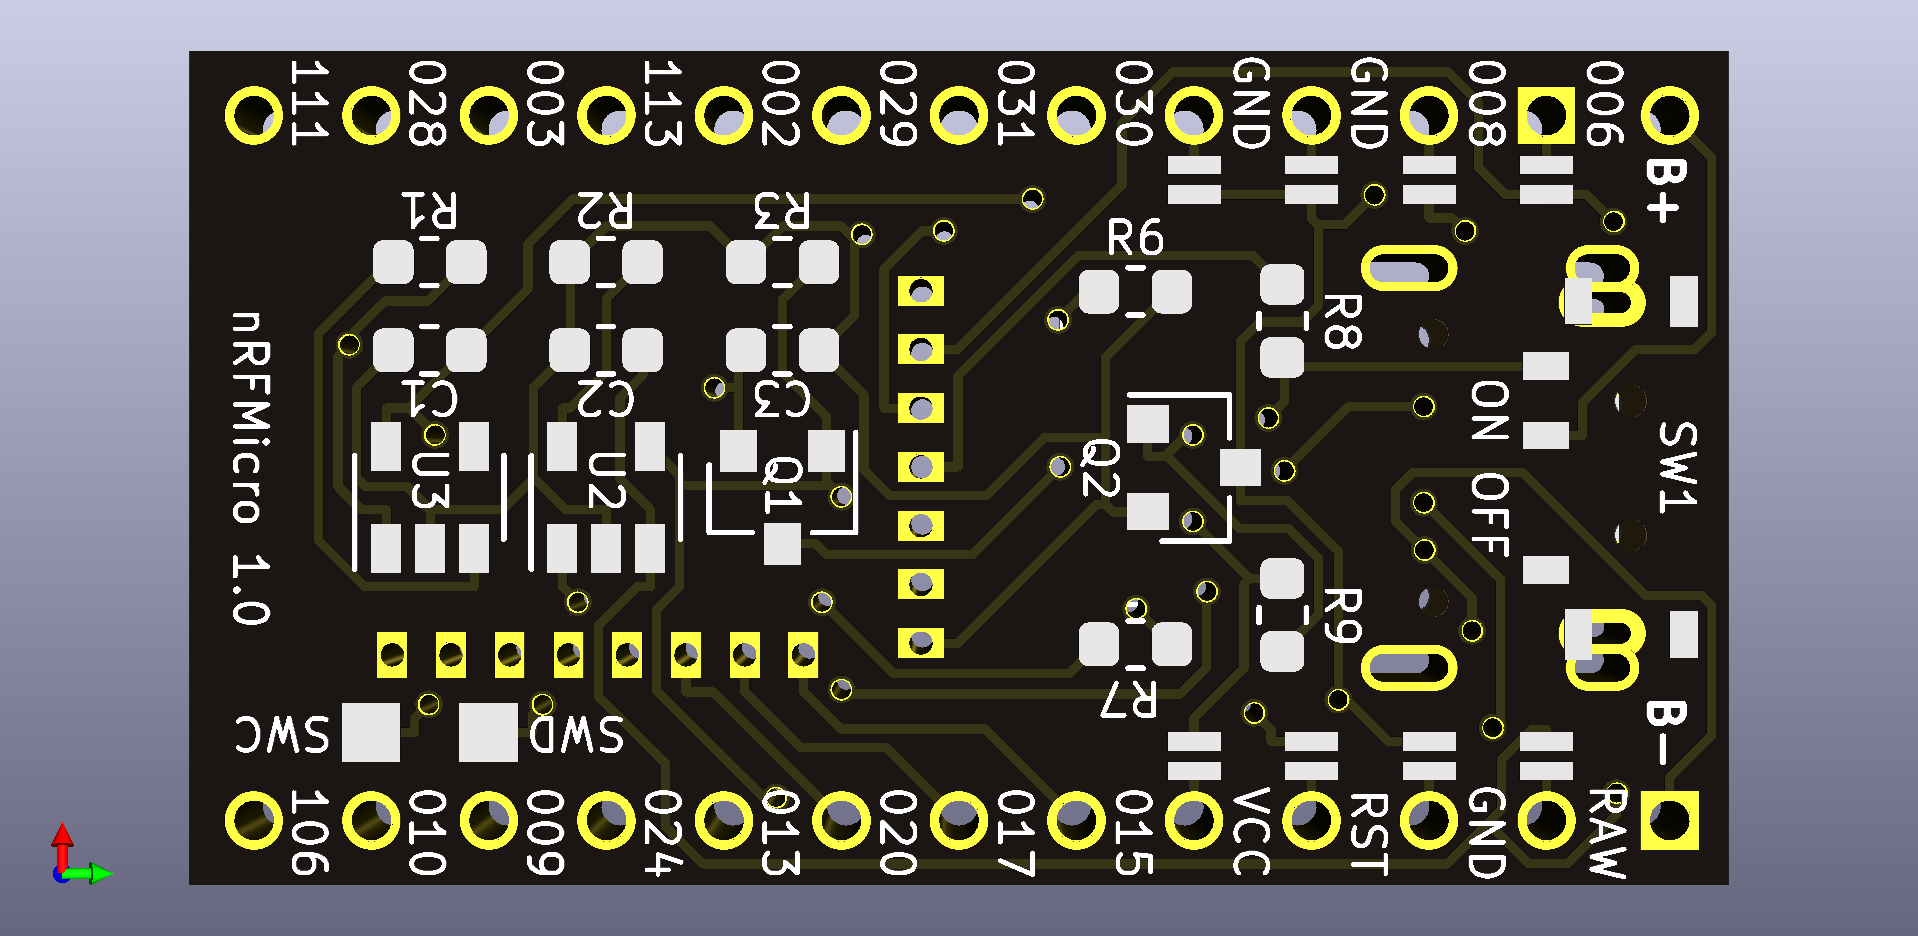 111
028
003
113
002
029
031
030
GND
GND
008
006
B+
R1
R2
R3
R6
R8
C1
C2
C3
ON
U3
U2
Q1
Q2
SW1
OFF
nRFMicro 1.0
R9
R7
SWC
SWD
B-
106
010
009
024
013
020
017
015
VCC
RST
GND
RAW